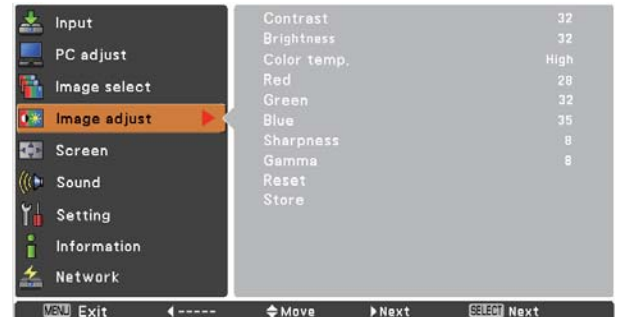 Input
PC adjust
Image select
Image adjust
Screen
Sound
Setting
Information
Network
Contrast 32
Brightness 32
Color temp. High
Red 28
Green 32
Blue 35
Sharpness 8
Gamma 8
Reset
Store
MENU Exit ----- Move Next SELECT Next